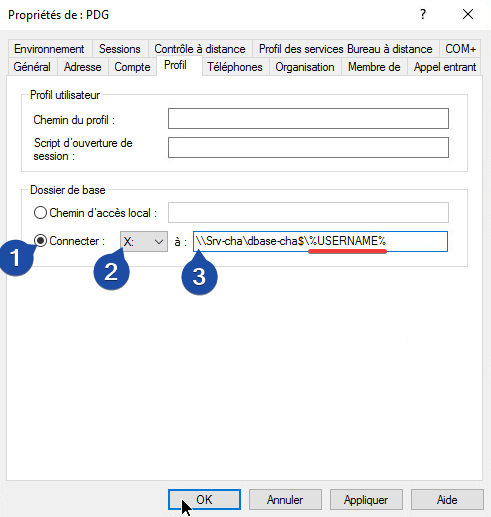 Propriétés de : PDG
?
Environnement Sessions Contrôle à distance Profil des services Bureau à distance COM+
Général Adresse Compte Profil Téléphones Organisation Membre de Appel entrant
Profil utilisateur
Chemin du profil :
Script d'ouverture de
session :
Dossier de base
Chemin d'accès local :
Connecter : X: à : \\Srv-cha\dbase-cha$\%USERNAME%
1
2
3
OK Annuler Appliquer Aide